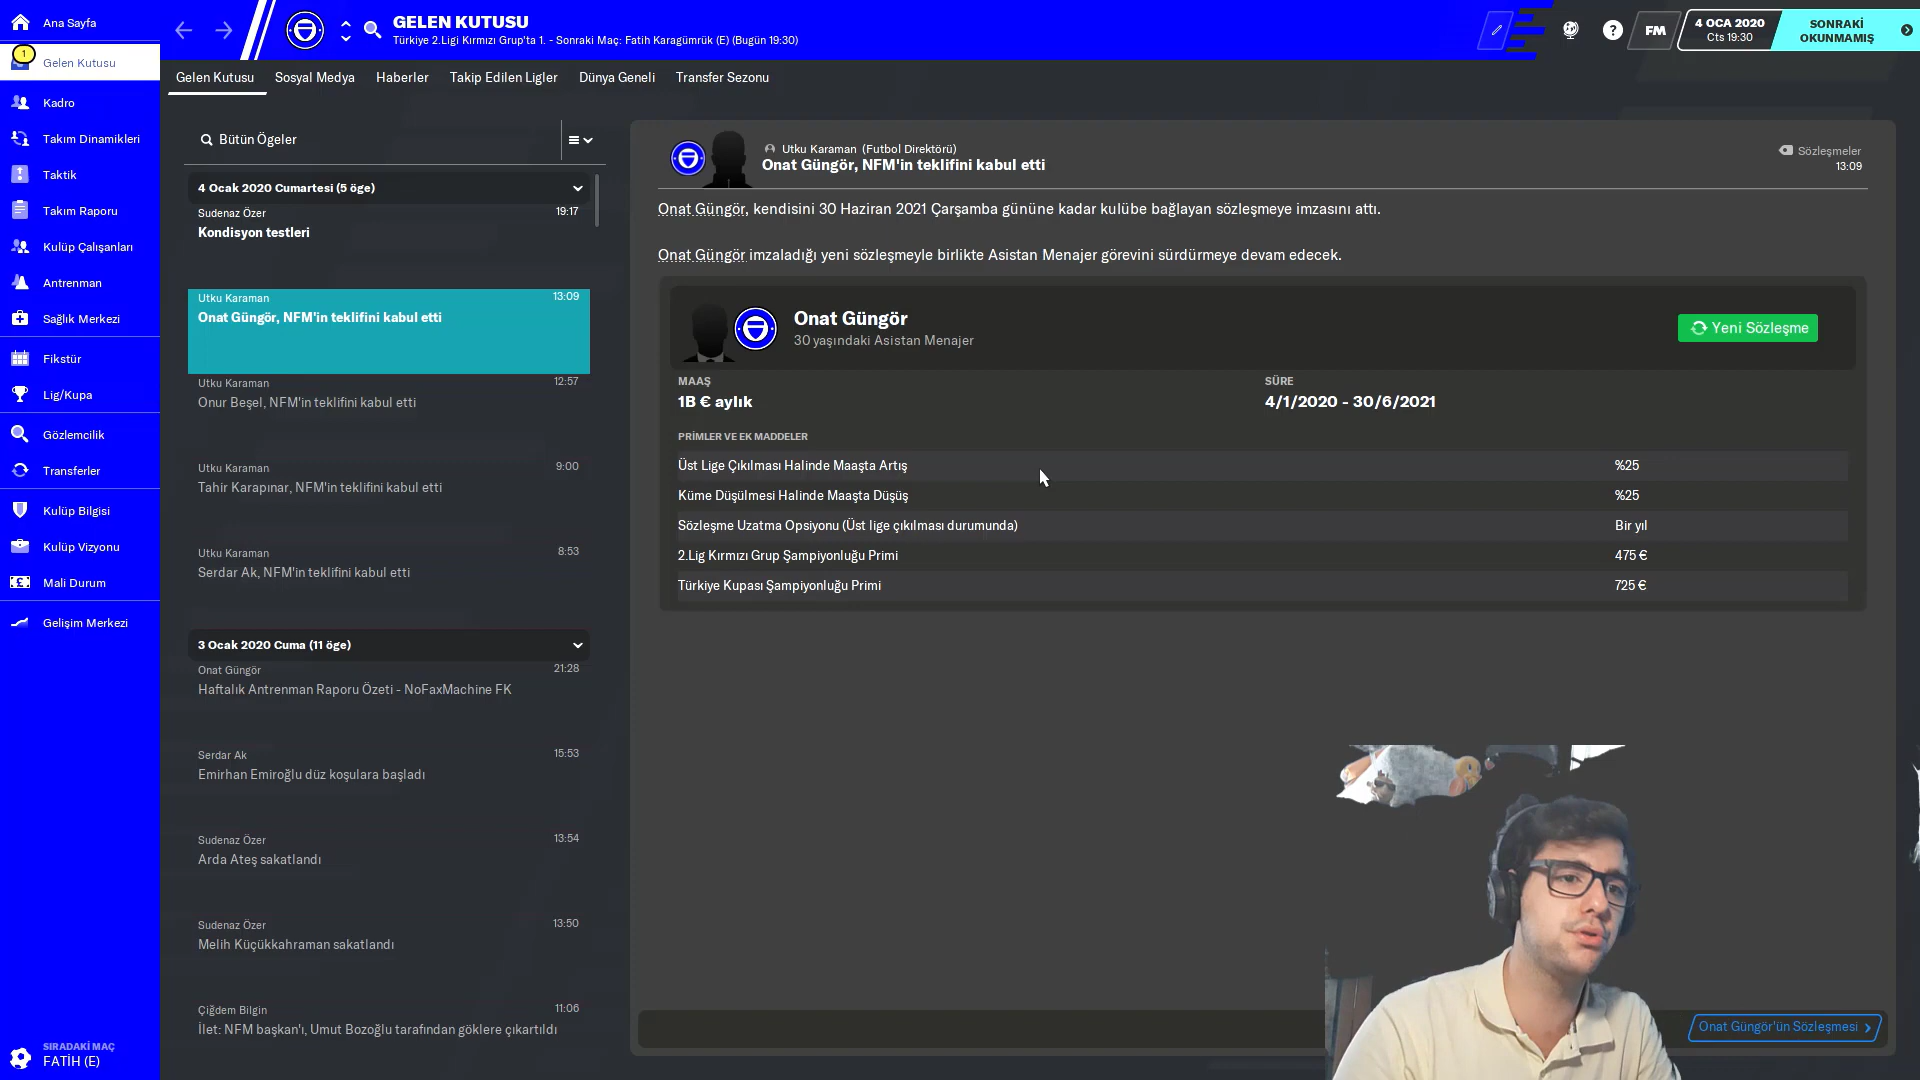 Ana Sayfa
1
Gelen Kutusu
Kadro
Takım Dinamikleri
Taktik
Takım Raporu
Kulüp Çalışanları
Antrenman
Sağlık Merkezi
Fikstür
Lig/Kupa
Gözlemcilik
Transferler
Kulüp Bilgisi
Kulüp Vizyonu
Mali Durum
Gelişim Merkezi
SIRADAKİ MAÇ
FATİH (E)
GELEN KUTUSU
Türkiye 2.Ligi Kırmızı Grup'ta 1. - Sonraki Maç: Fatih Karagümrük (E) (Bugün 19:30)
?
FM
4 OCA 2020
Cts 19:30
SONRAKİ
OKUNMAMIŞ
Gelen Kutusu
Sosyal Medya
Haberler
Takip Edilen Ligler
Dünya Geneli
Transfer Sezonu
Bütün Ögeler
4 Ocak 2020 Cumartesi (5 öge)
Sudenaz Özer 19:17
Kondisyon testleri
Utku Karaman 13:09
Onat Güngör, NFM'in teklifini kabul etti
Utku Karaman 12:57
Onur Beşel, NFM'in teklifini kabul etti
Utku Karaman 9:00
Tahir Karapınar, NFM'in teklifini kabul etti
Utku Karaman 8:53
Serdar Ak, NFM'in teklifini kabul etti
3 Ocak 2020 Cuma (11 öge)
Onat Güngör 21:28
Haftalık Antrenman Raporu Özeti - NoFaxMachine FK
Serdar Ak 15:53
Emirhan Emiroğlu düz koşulara başladı
Sudenaz Özer 13:54
Arda Ateş sakatlandı
Sudenaz Özer 13:50
Melih Küçükkahraman sakatlandı
Çiğdem Bilgin 11:06
İlet: NFM başkan'ı, Umut Bozoğlu tarafından göklere çıkartıldı
Utku Karaman (Futbol Direktörü)
Onat Güngör, NFM'in teklifini kabul etti
Sözleşmeler
13:09
Onat Güngör, kendisini 30 Haziran 2021 Çarşamba gününe kadar kulübe bağlayan sözleşmeye imzasını attı.
Onat Güngör imzaladığı yeni sözleşmeyle birlikte Asistan Menajer görevini sürdürmeye devam edecek.
Onat Güngör
30 yaşındaki Asistan Menajer
Yeni Sözleşme
MAAŞ
1B € aylık
SÜRE
4/1/2020 - 30/6/2021
PRİMLER VE EK MADDELER
Üst Lige Çıkılması Halinde Maaşta Artış %25
Küme Düşülmesi Halinde Maaşta Düşüş %25
Sözleşme Uzatma Opsiyonu (Üst lige çıkılması durumunda) Bir yıl
2.Lig Kırmızı Grup Şampiyonluğu Primi 475 €
Türkiye Kupası Şampiyonluğu Primi 725 €
Onat Güngör'ün Sözleşmesi